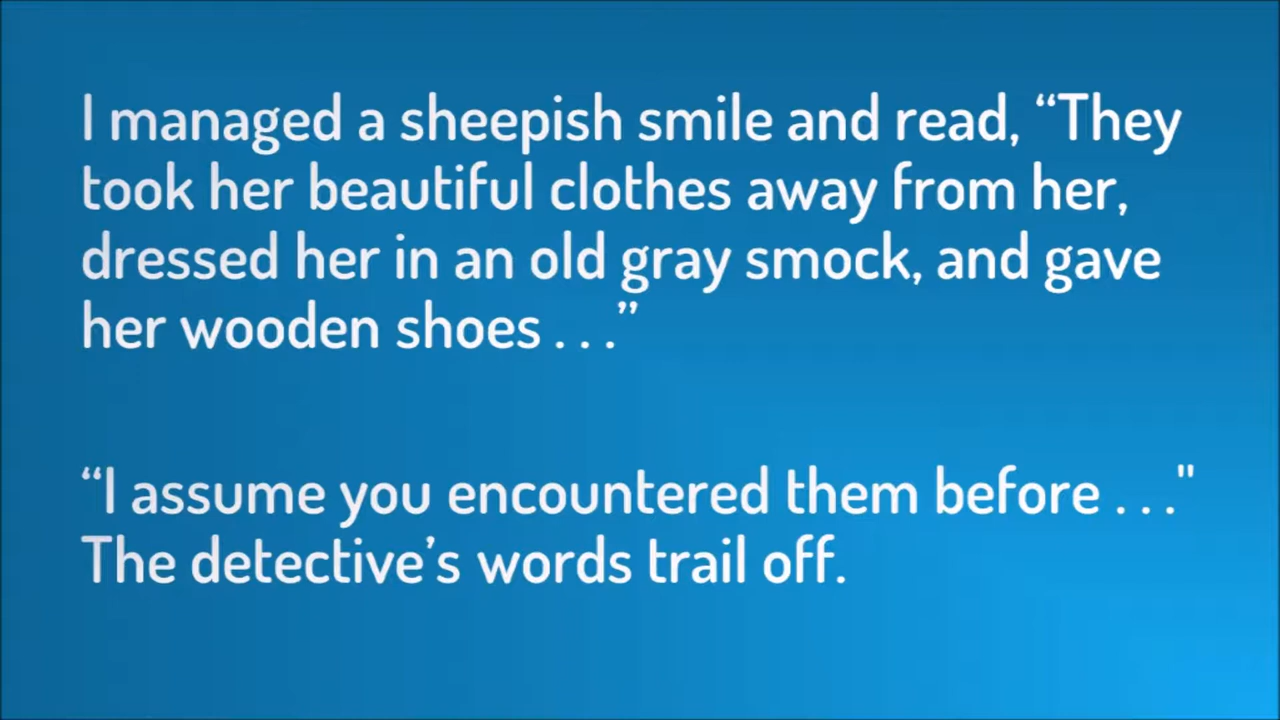 I managed a sheepish smile and read, “They
took her beautiful clothes away from her,
dressed her in an old gray smock, and gave
her wooden shoes . . .”
“I assume you encountered them before . . ."
The detective’s words trail off.